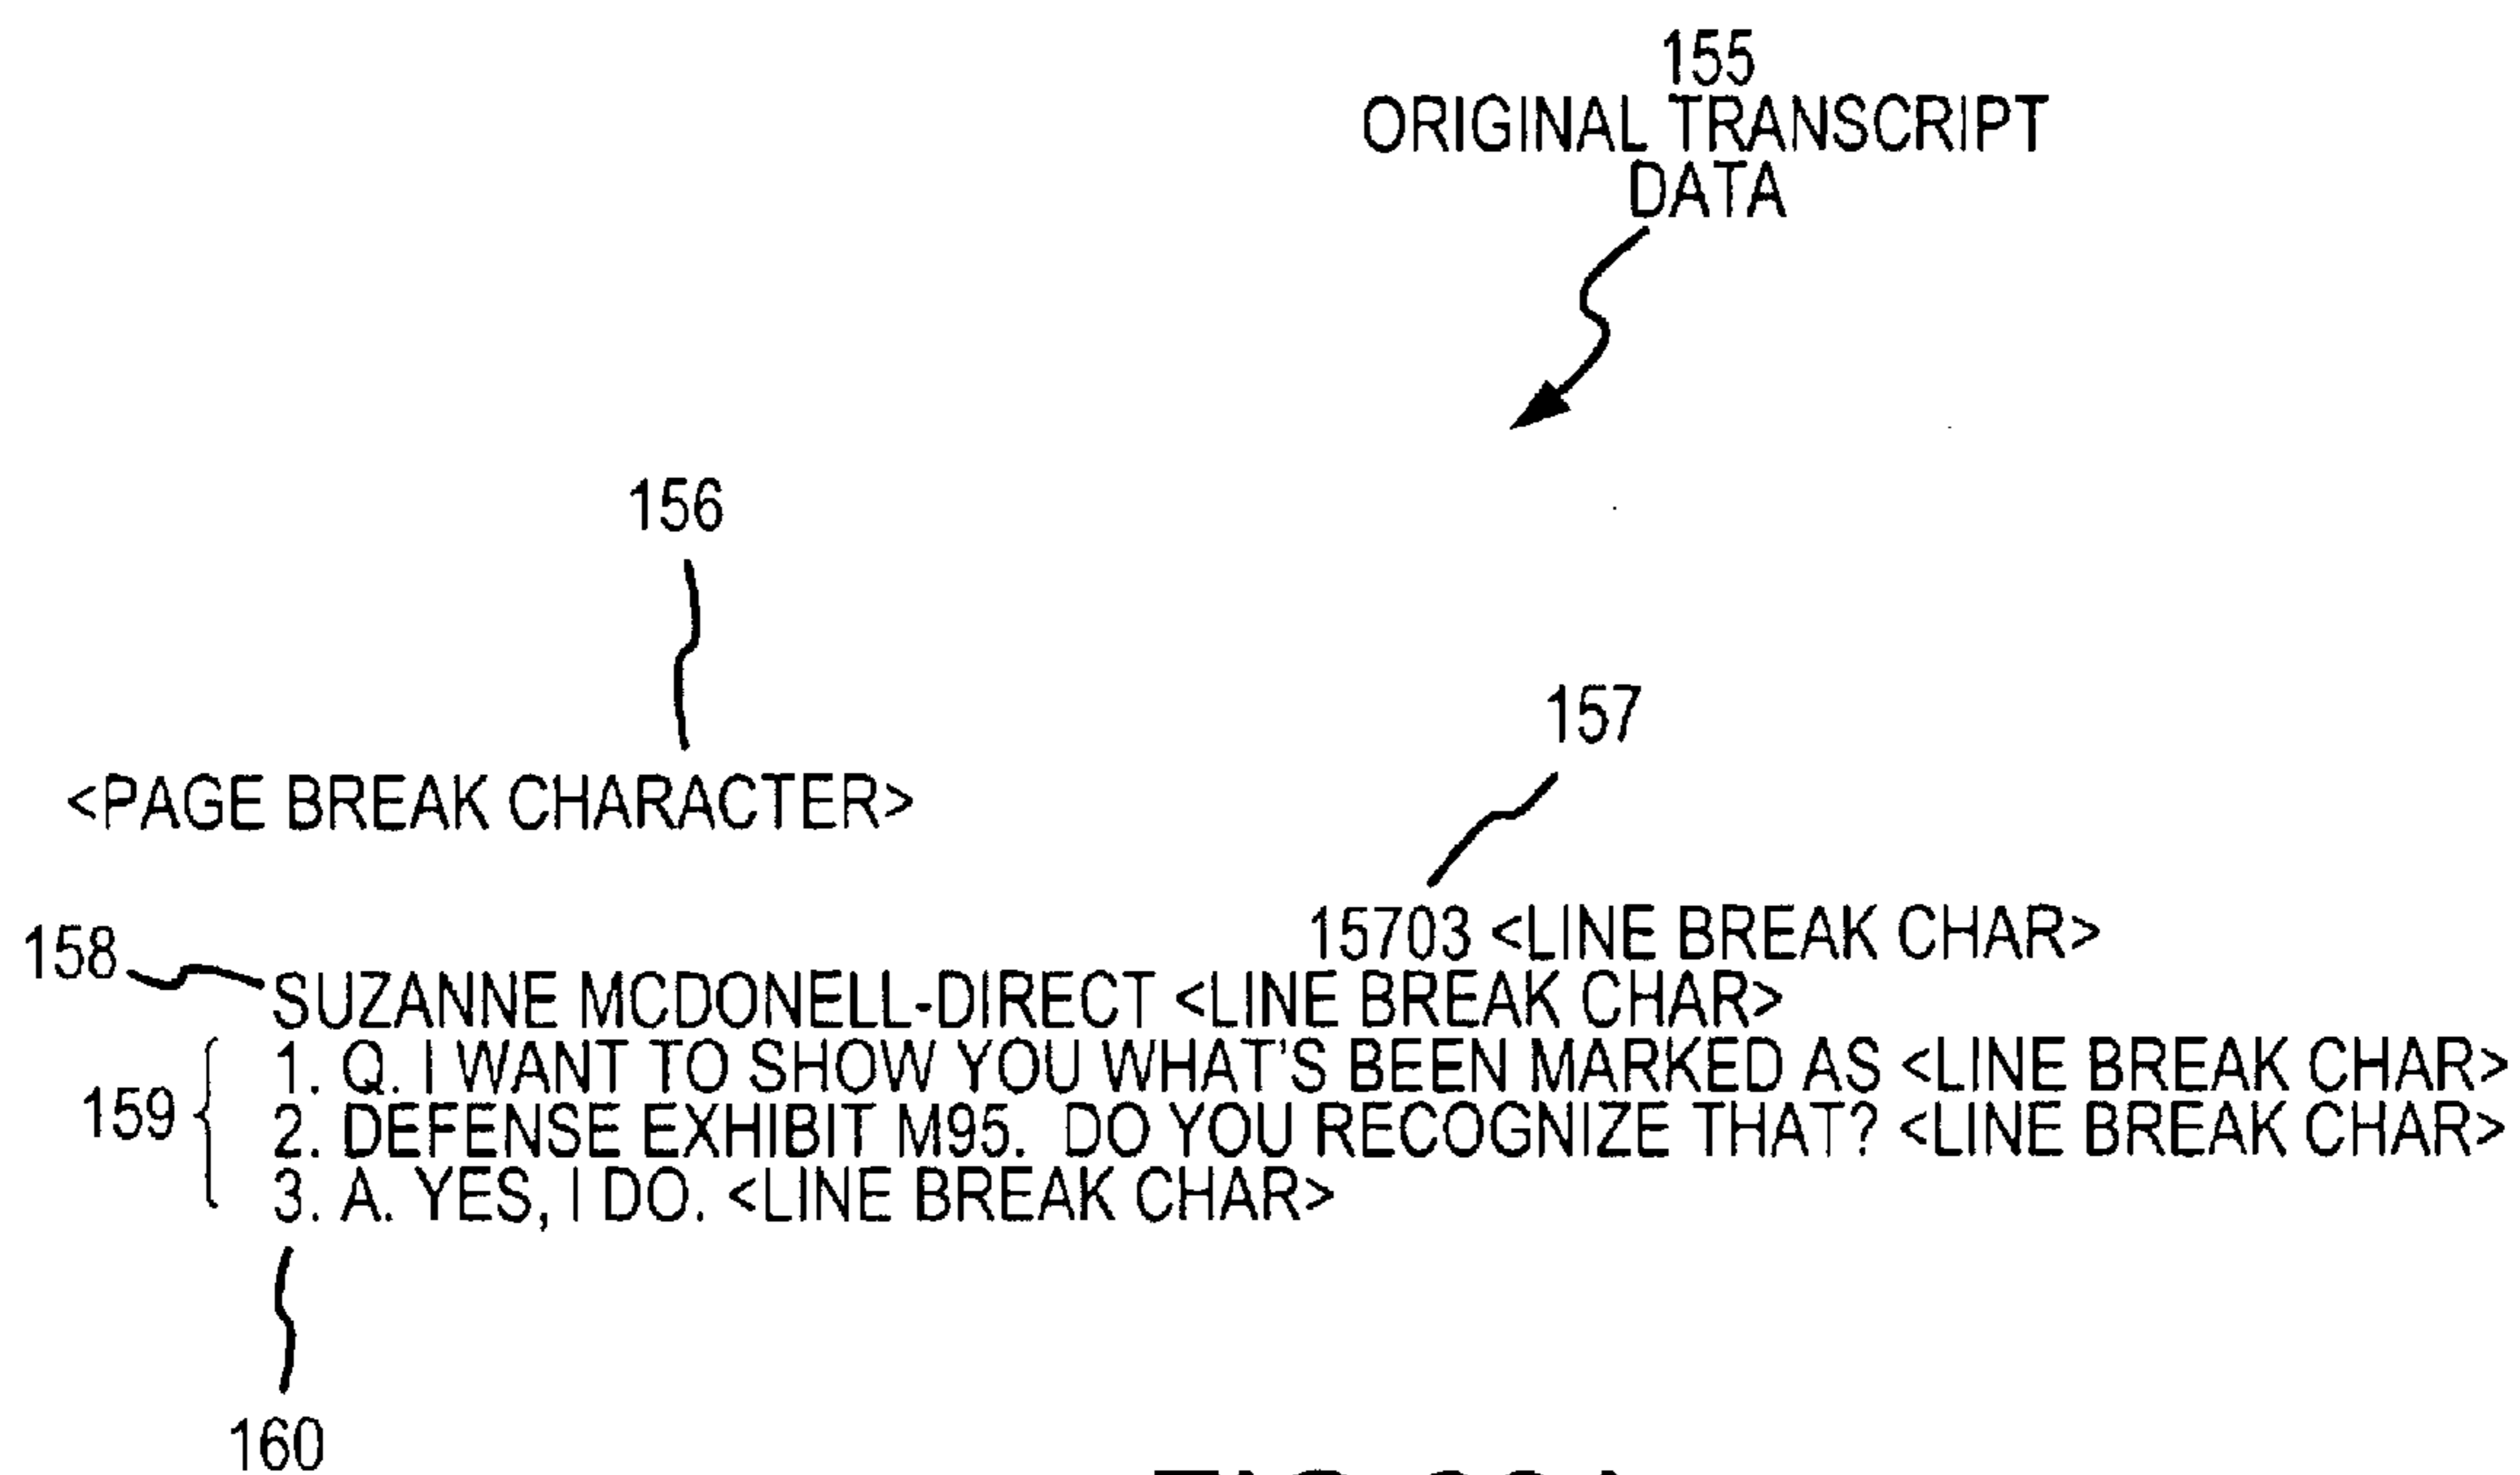 155
ORIGINAL TRANSCRIPT
DATA
156
157
<PAGE BREAK CHARACTER>
15703 <LINE BREAK CHAR>
158
SUZANNE MCDONELL-DIRECT <LINE BREAK CHAR>
1. Q. I WANT TO SHOW YOU WHAT'S BEEN MARKED AS <LINE BREAK CHAR>
159
2. DEFENSE EXHIBIT M95. DO YOU RECOGNIZE THAT? <LINE BREAK CHAR>
3. A. YES, I DO. <LINE BREAK CHAR>
160